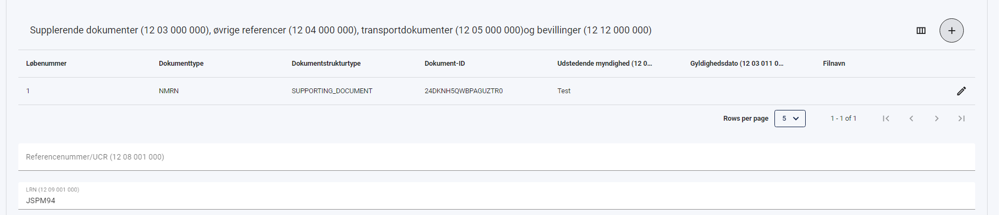 Supplerende dokumenter (12 03 000 000), øvrige referencer (12 04 000 000), transportdokumenter (12 05 000 000)og bevillinger (12 12 000 000)
Løbenummer Dokumenttype Dokumentstrukturtype Dokument-ID Udstedende myndighed (12 0... Gyldighedsdato (12 03 011 0... Filnavn
1 NMRN SUPPORTING_DOCUMENT 24DKNH5QWBPAGUZTR0 Test
Rows per page 5 1 - 1 of 1
Referencenummer/UCR (12 08 001 000)
LRN (12 09 001 000)
JSPM94